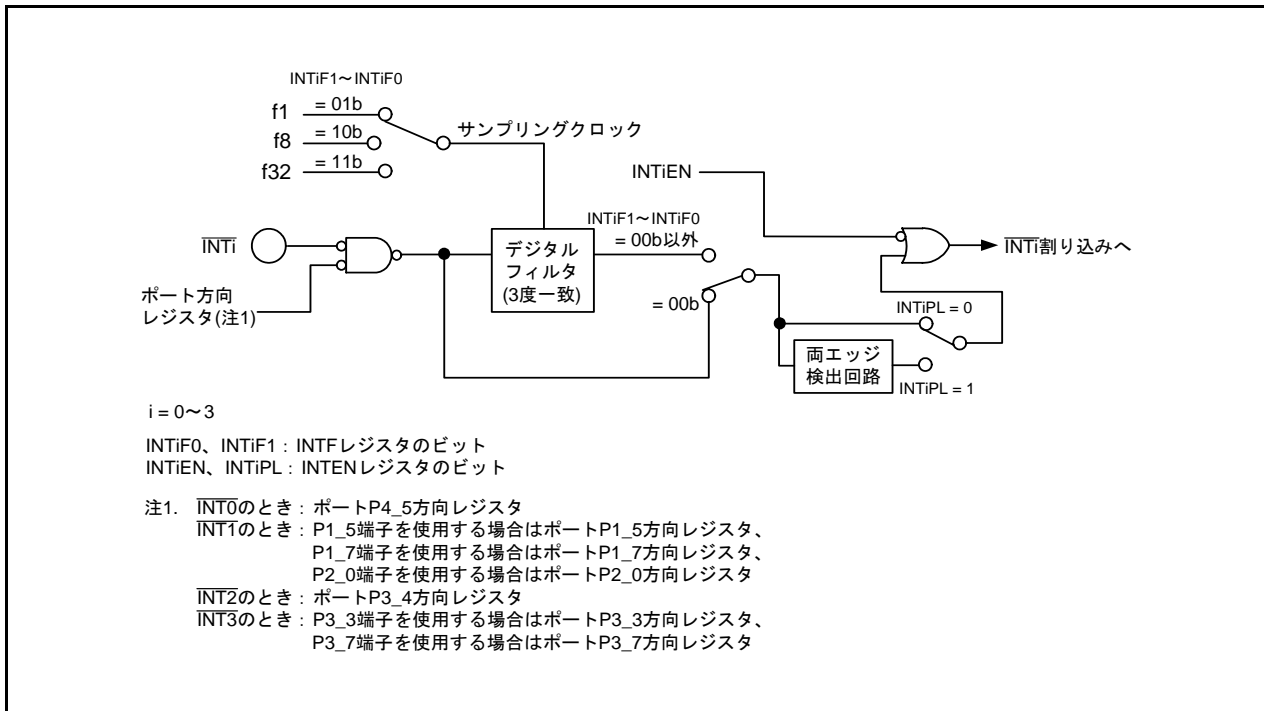 INTiF1～INTiF0
f1 = 01b
f8 = 10b
f32 = 11b
サンプリングクロック
INTiEN
INTi
ポート方向
レジスタ(注1)
デジタル
フィルタ
(3度一致)
INTiF1～INTiF0
= 00b以外
= 00b
INTi割り込みへ
INTiPL = 0
両エッジ
検出回路
INTiPL = 1
i = 0～3
INTiF0、INTiF1：INTFレジスタのビット
INTiEN、INTiPL：INTENレジスタのビット
注1. INT0のとき：ポートP4_5方向レジスタ
INT1のとき：P1_5端子を使用する場合はポートP1_5方向レジスタ、
P1_7端子を使用する場合はポートP1_7方向レジスタ、
P2_0端子を使用する場合はポートP2_0方向レジスタ
INT2のとき：ポートP3_4方向レジスタ
INT3のとき：P3_3端子を使用する場合はポートP3_3方向レジスタ、
P3_7端子を使用する場合はポートP3_7方向レジスタ